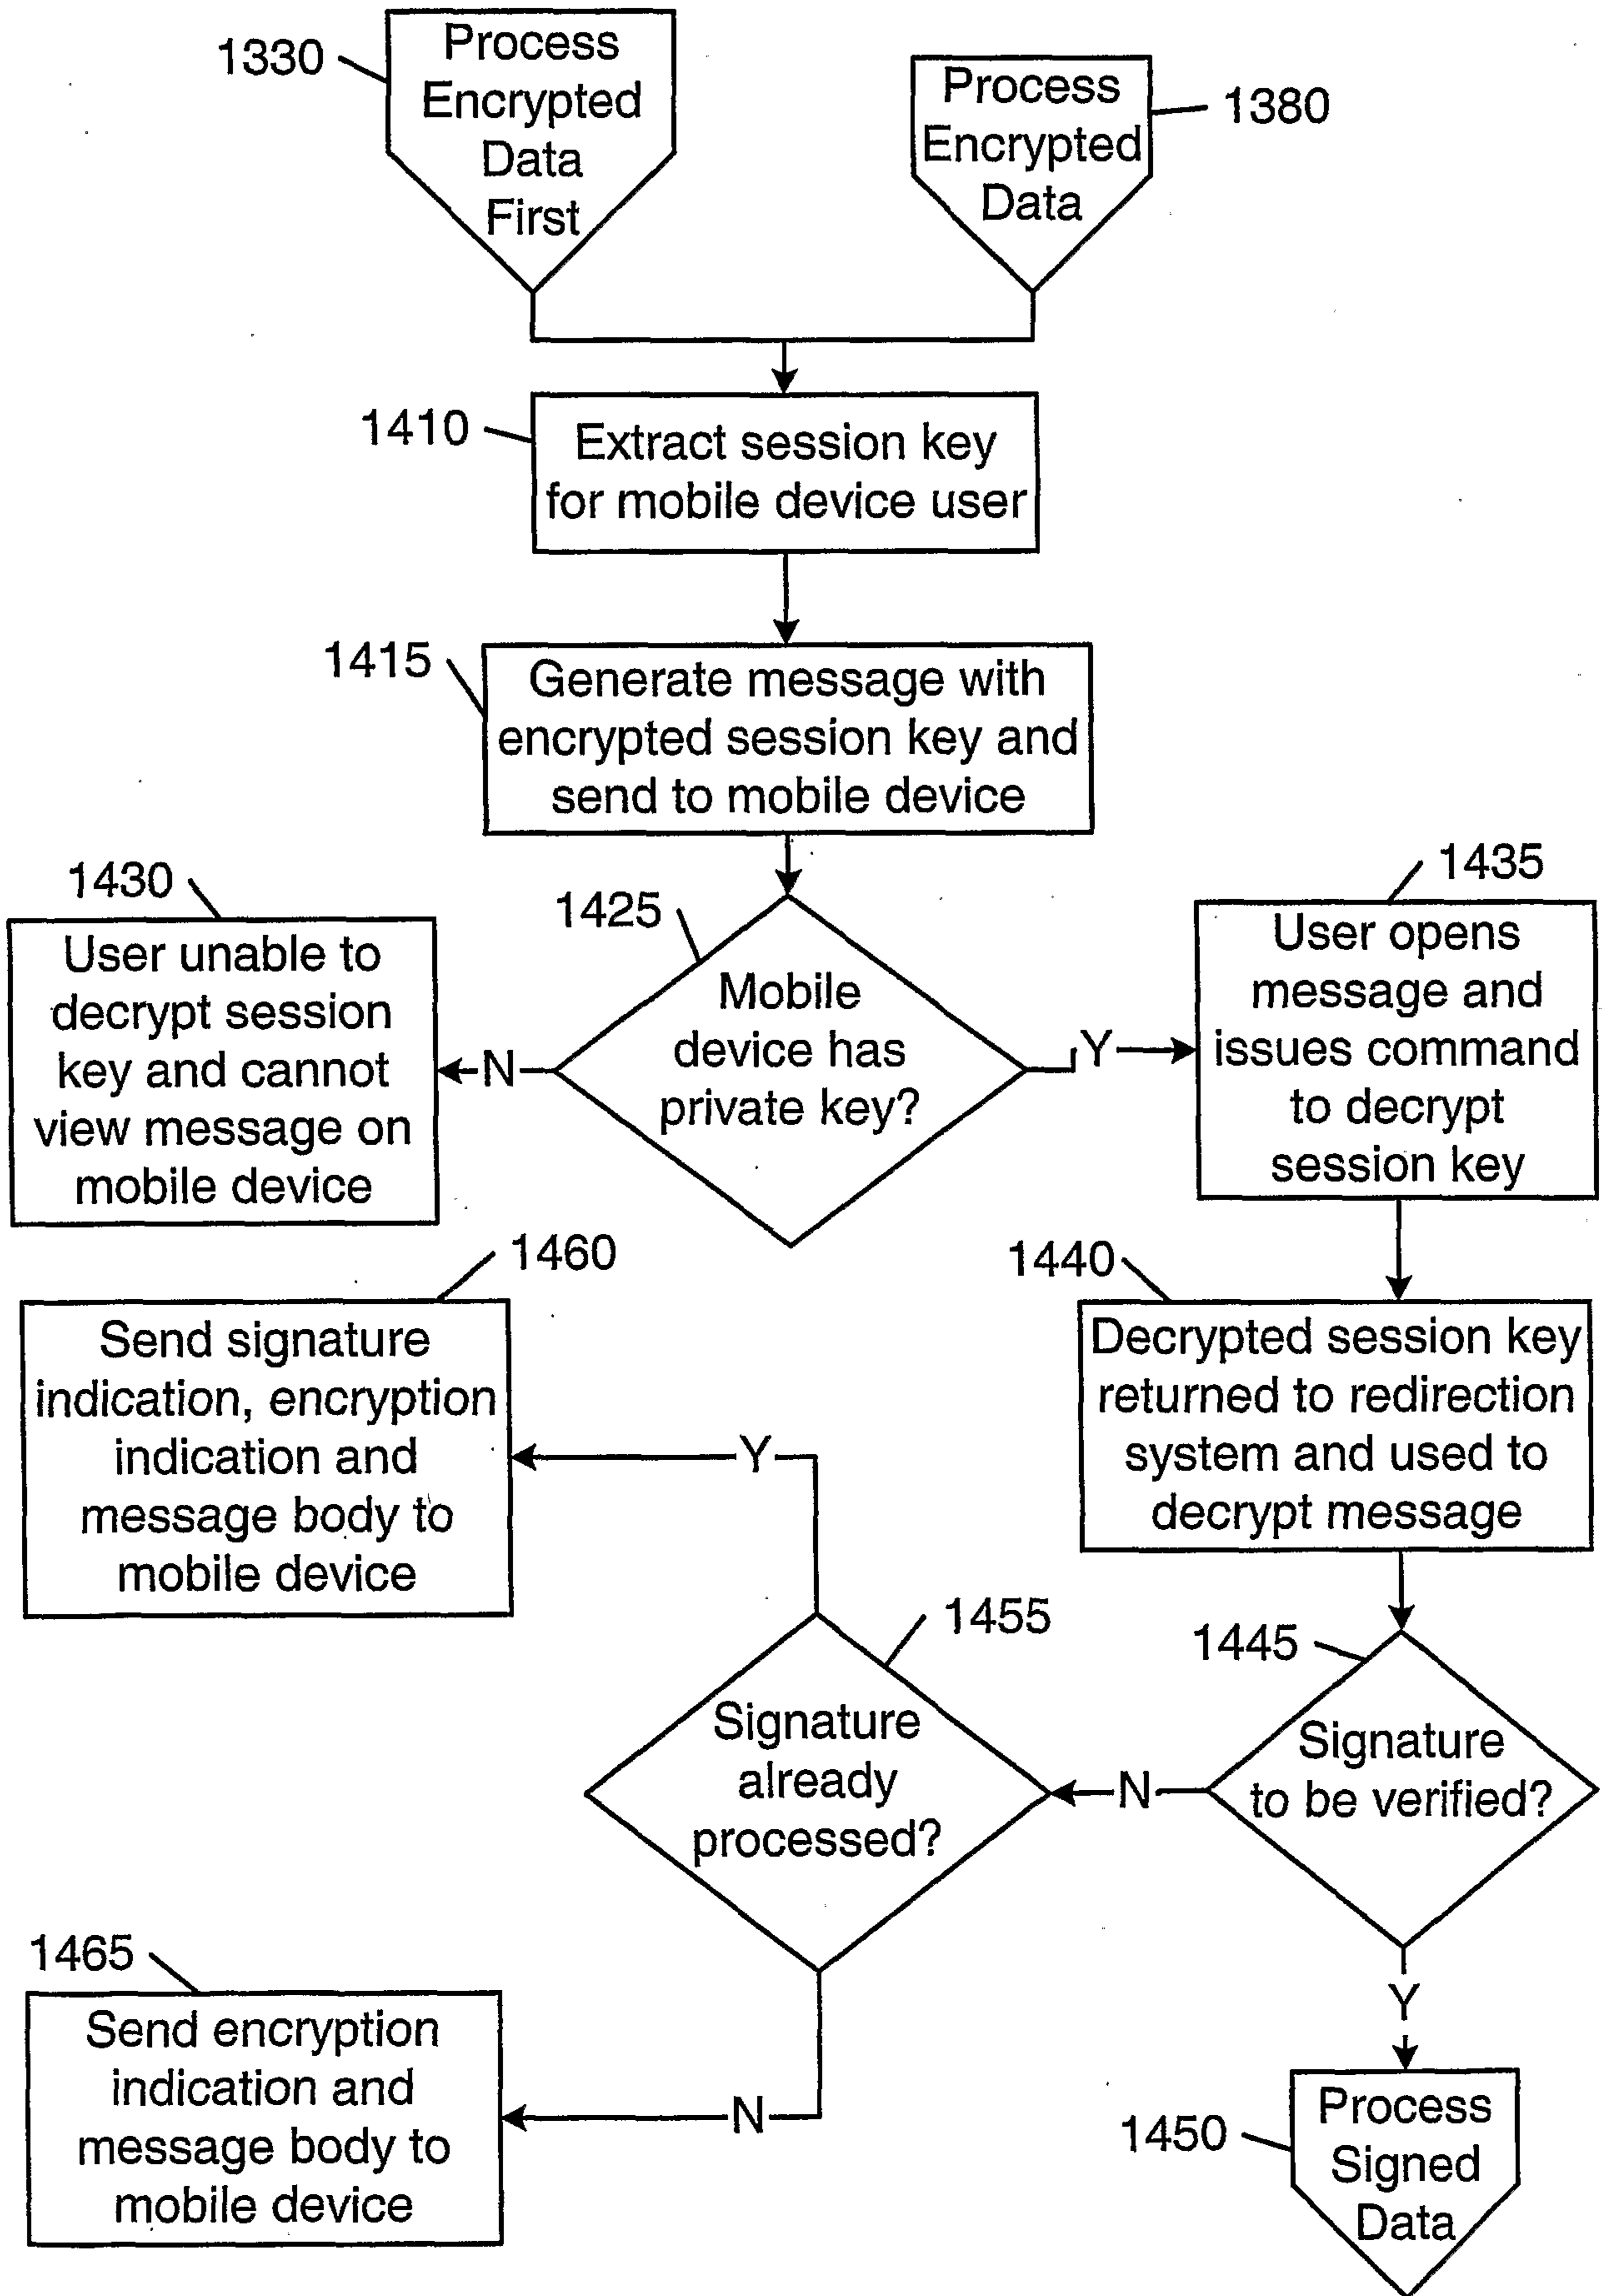 1330
Process
Encrypted
Data
First
Process
Encrypted
Data
1380
1410
Extract session key
for mobile device user
1415
Generate message with
encrypted session key and
send to mobile device
1430
User unable to
decrypt session
key and cannot
view message on
mobile device
1425
Mobile
device has
private key?
N
Y
1435
User opens
message and
issues command
to decrypt
session key
1460
Send signature
indication, encryption
indication and
message body to
mobile device
1440
Decrypted session key
returned to redirection
system and used to
decrypt message
Y
1455
Signature
already
processed?
N
1445
Signature
to be verified?
1465
Send encryption
indication and
message body to
mobile device
N
Y
1450
Process
Signed
Data